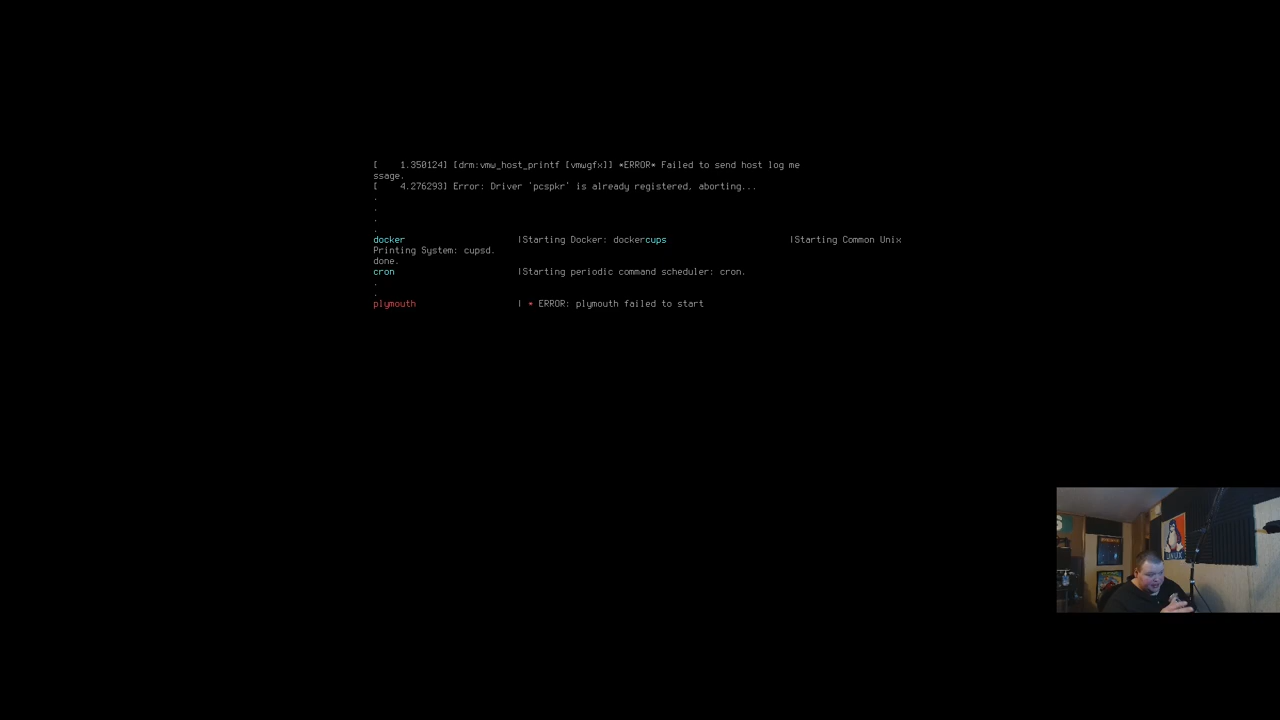 [    1.350124] [drm:vmw_host_printf [vmwgfx]] *ERROR* Failed to send host log me
ssage.
[    4.276293] Error: Driver 'pcspkr' is already registered, aborting...
.
.
.
.
docker                     |Starting Docker: dockercups                       |Starting Common Unix
Printing System: cupsd.
done.
cron                       |Starting periodic command scheduler: cron.
.
.
plymouth                   | * ERROR: plymouth failed to start